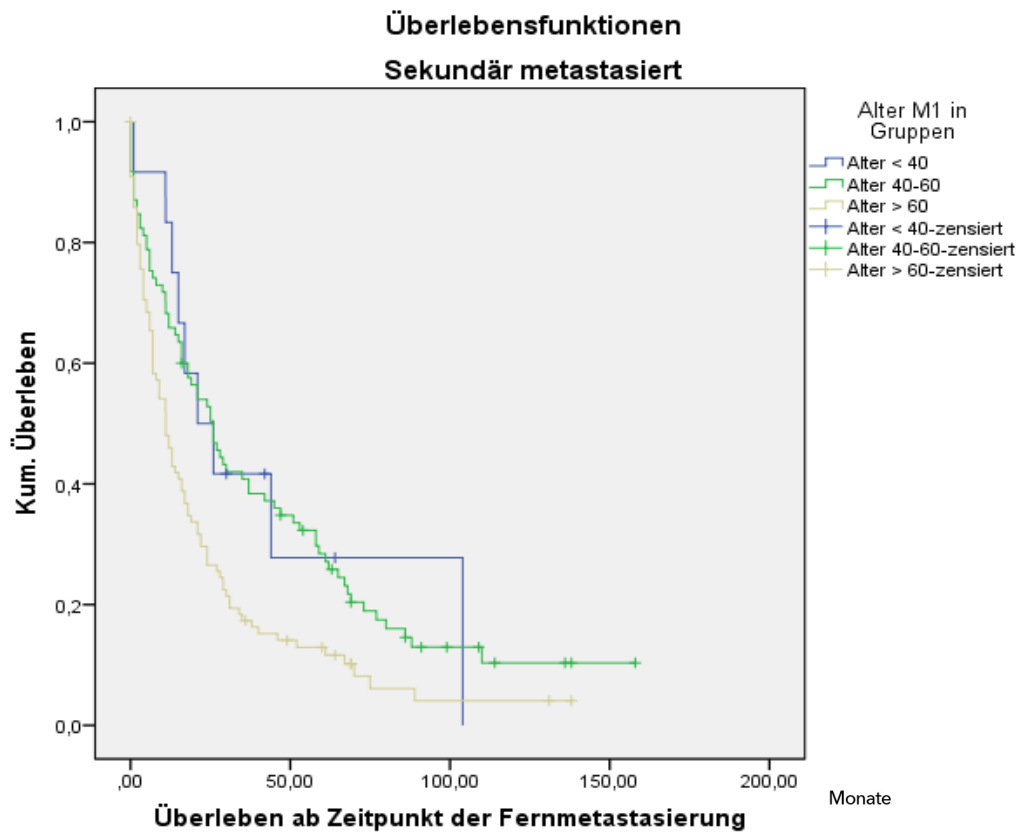 Überlebensfunktionen
Sekundär metastasiert
Alter M1 in
Gruppen
Alter < 40
Alter 40-60
Alter > 60
Alter < 40-zensiert
Alter 40-60-zensiert
Alter > 60-zensiert
Kum. Überleben
1,0
0,8
0,6
0,4
0,2
0,0
,00
50,00
100,00
150,00
200,00
Monate
Überleben ab Zeitpunkt der Fernmetastasierung